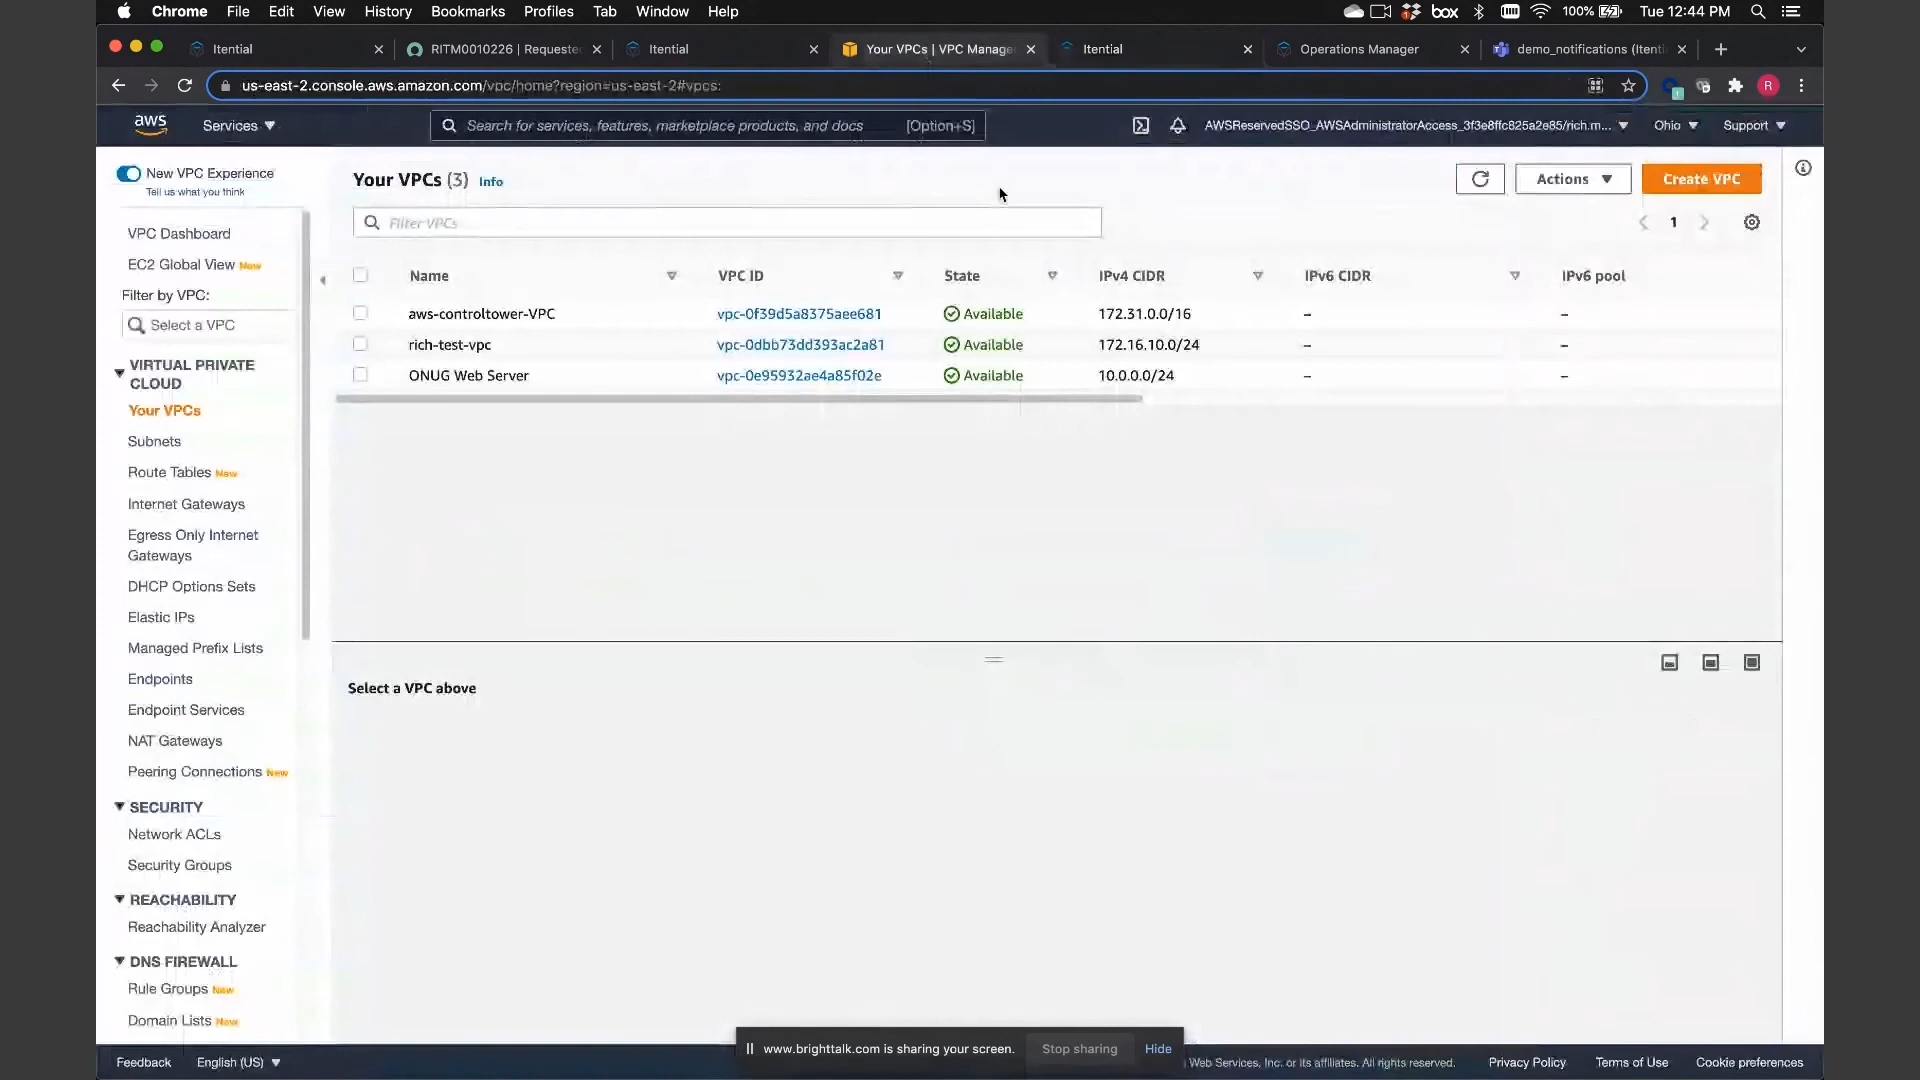 Chrome File Edit View History Bookmarks Profiles Tab Window Help
box 100% Tue 12:44 PM
Itential
RITM0010226 | Requeste
Itential
Your VPCs | VPC Manage
Itential
Operations Manager
demo_notifications (Itenti
us-east-2.console.aws.amazon.com/vpc/home?region=us-east-2#vpcs:
R
aws
Services
Search for services, features, marketplace products, and docs [Option+S]
AWSReservedSSO_AWSAdministratorAccess_3f3e8ffc825a2e85/rich.m...
Ohio
Support
New VPC Experience
Tell us what you think
VPC Dashboard
EC2 Global View New
Filter by VPC:
Select a VPC
VIRTUAL PRIVATE
CLOUD
Your VPCs
Subnets
Route Tables New
Internet Gateways
Egress Only Internet
Gateways
DHCP Options Sets
Elastic IPs
Managed Prefix Lists
Endpoints
Endpoint Services
NAT Gateways
Peering Connections New
SECURITY
Network ACLs
Security Groups
REACHABILITY
Reachability Analyzer
DNS FIREWALL
Rule Groups New
Domain Lists New
Your VPCs (3) Info
Actions
Create VPC
Filter VPCs
1
Name VPC ID State IPv4 CIDR IPv6 CIDR IPv6 pool
aws-controltower-VPC vpc-0f39d5a8375aee681 Available 172.31.0.0/16 – –
rich-test-vpc vpc-0dbb73dd393ac2a81 Available 172.16.10.0/24 – –
ONUG Web Server vpc-0e95932ae4a85f02e Available 10.0.0.0/24 – –
Select a VPC above
www.brighttalk.com is sharing your screen. Stop sharing Hide
Feedback English (US)
Web Services, Inc. or its affiliates. All rights reserved. Privacy Policy Terms of Use Cookie preferences